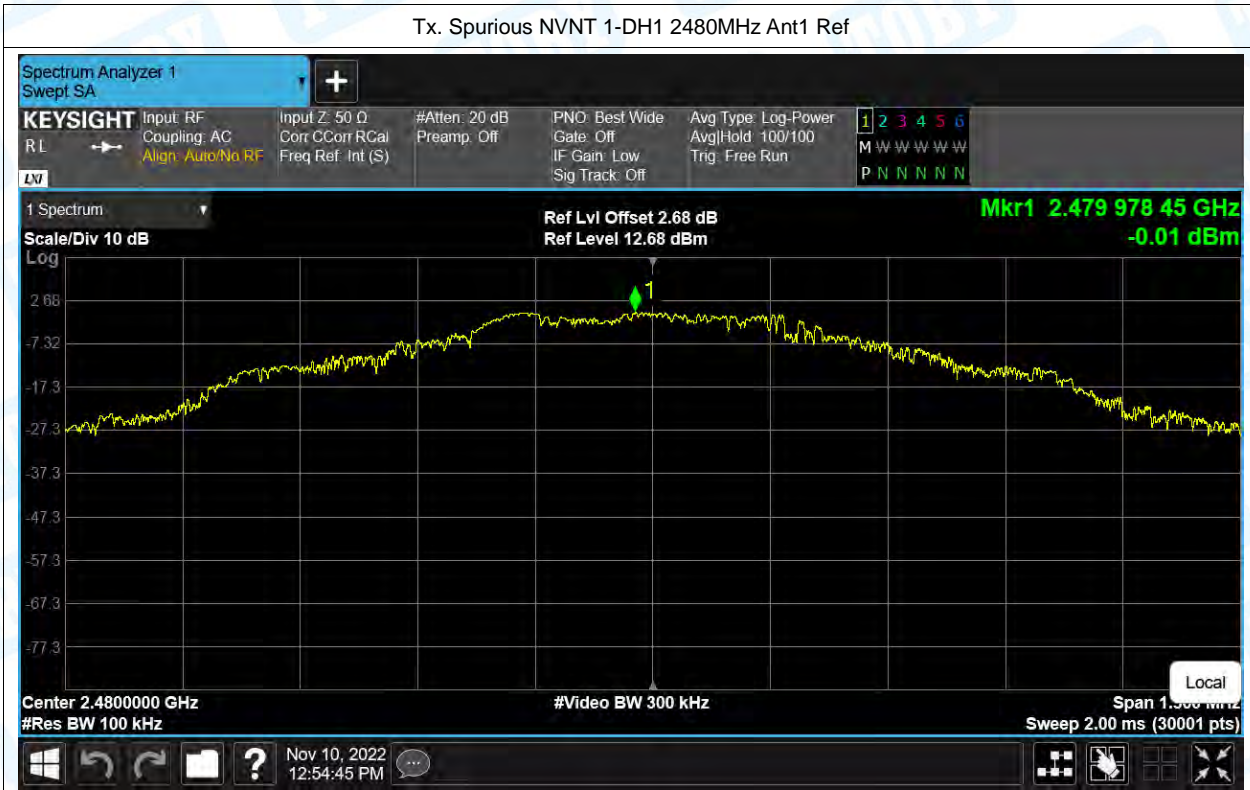 Tx. Spurious NVNT 1-DH1 2480MHz Ant1 Ref
Spectrum Analyzer 1
Swept SA
KEYSIGHT
RL
LXI
Input: RF
Coupling: AC
Align: Auto/No RF
Input Z: 50 Ω
Corr CCorr RCal
Freq Ref: Int (S)
#Atten: 20 dB
Preamp: Off
PNO: Best Wide
Gate: Off
IF Gain: Low
Sig Track: Off
Avg Type: Log-Power
Avg|Hold: 100/100
Trig: Free Run
1 2 3 4 5 6
M W W W W W W
P N N N N N N
1 Spectrum
Scale/Div 10 dB
Log
Ref Lvl Offset 2.68 dB
Ref Level 12.68 dBm
Mkr1 2.479 978 45 GHz
-0.01 dBm
1
2.68
-7.32
-17.3
-27.3
-37.3
-47.3
-57.3
-67.3
-77.3
Local
Center 2.4800000 GHz
#Video BW 300 kHz
Span
#Res BW 100 kHz
Sweep 2.00 ms (30001 pts)
?
Nov 10, 2022
12:54:45 PM